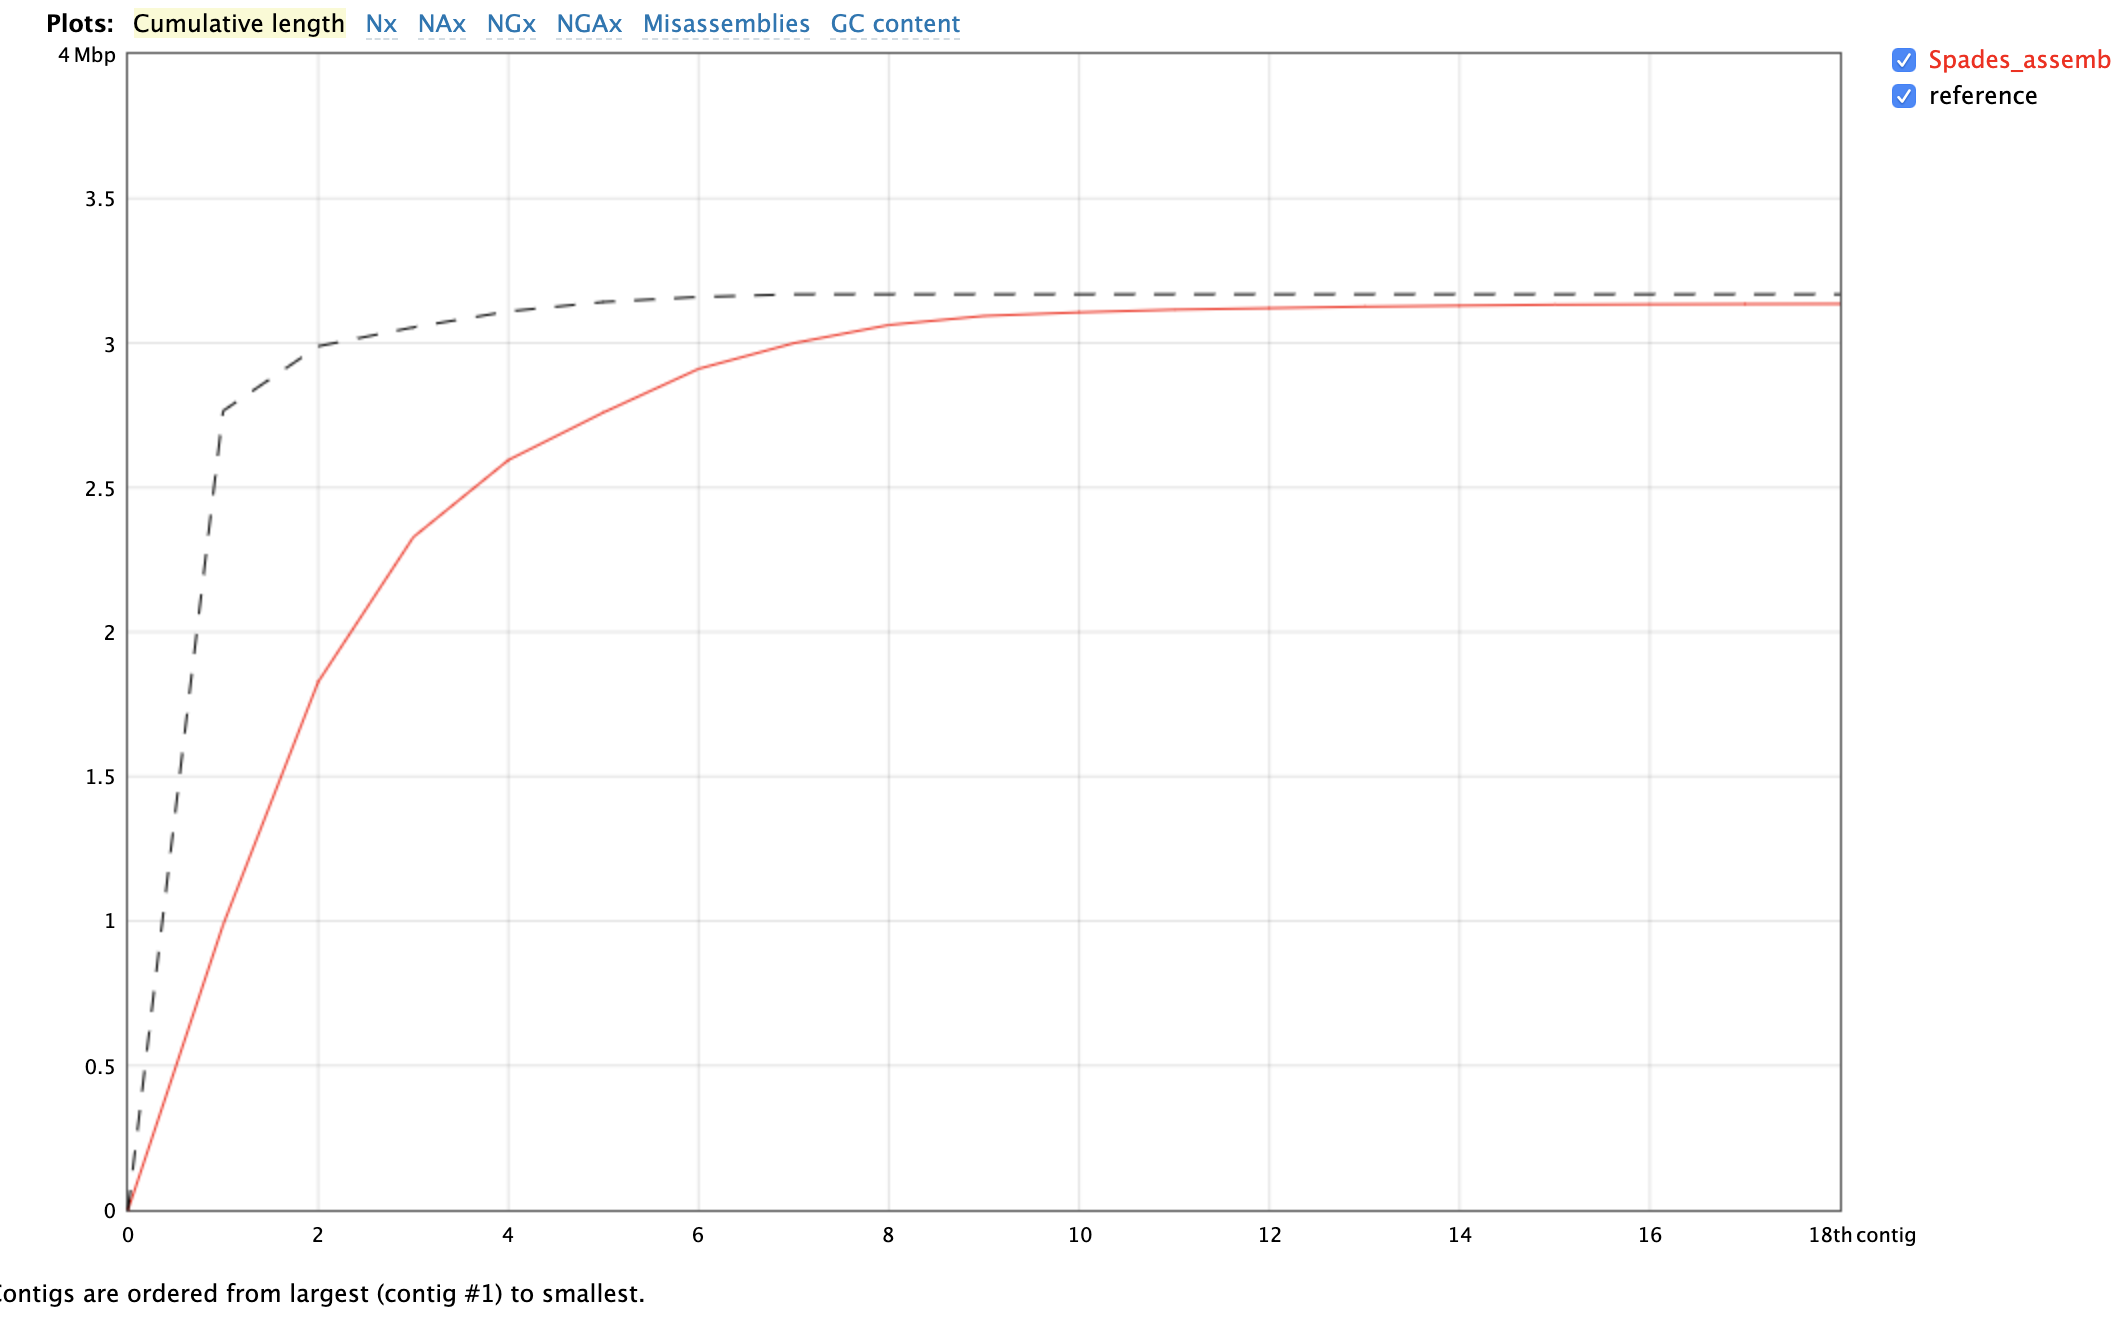 Plots: Cumulative length Nx NAx NGx NGAx Misassemblies GC content
4 Mbp
3.5
3
2.5
2
1.5
1
0.5
0
0 2 4 6 8 10 12 14 16 18th contig
Spades_assemb
reference
Contigs are ordered from largest (contig #1) to smallest.